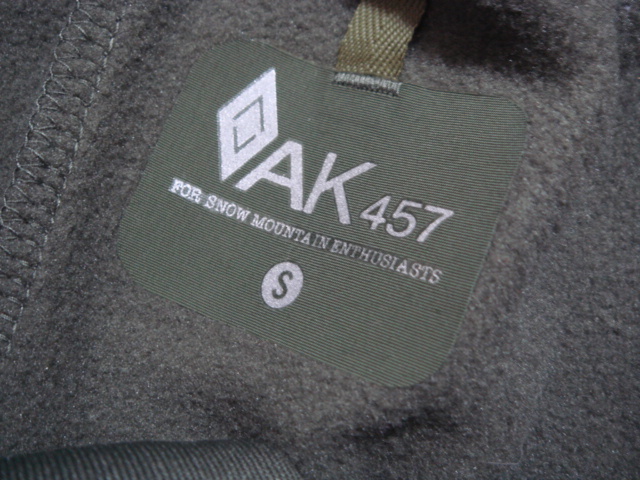 AK 457
FOR SNOW MOUNTAIN ENTHUSIASTS
S